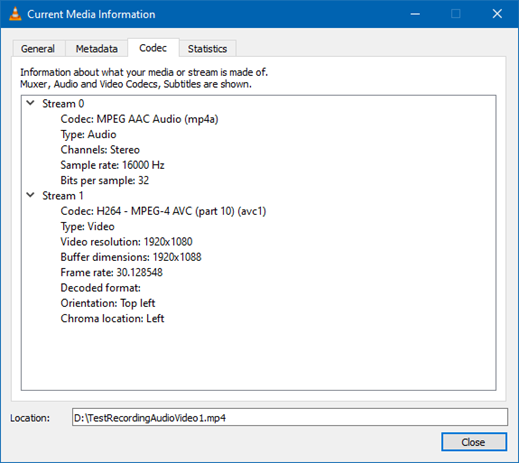 Current Media Information
General Metadata Codec Statistics
Information about what your media or stream is made of.
Muxer, Audio and Video Codecs, Subtitles are shown.
Stream 0
Codec: MPEG AAC Audio (mp4a)
Type: Audio
Channels: Stereo
Sample rate: 16000 Hz
Bits per sample: 32
Stream 1
Codec: H264 - MPEG-4 AVC (part 10) (avc1)
Type: Video
Video resolution: 1920x1080
Buffer dimensions: 1920x1088
Frame rate: 30.128548
Decoded format:
Orientation: Top left
Chroma location: Left
Location: D:\TestRecordingAudioVideo1.mp4
Close